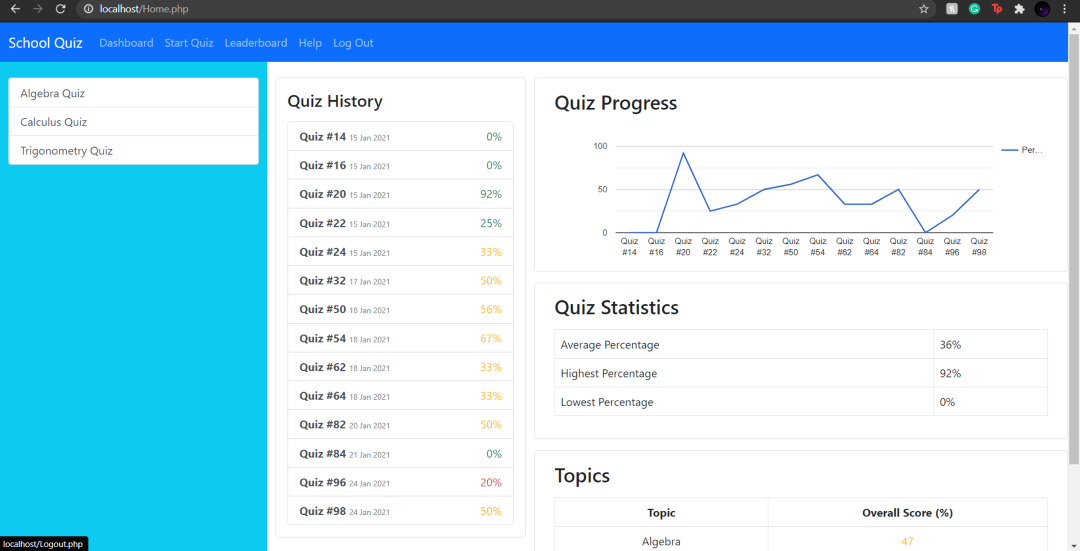 localhost/Home.php
School Quiz Dashboard Start Quiz Leaderboard Help Log Out
Algebra Quiz
Calculus Quiz
Trigonometry Quiz
Quiz History
Quiz #14 15 Jan 2021 0%
Quiz #16 15 Jan 2021 0%
Quiz #20 15 Jan 2021 92%
Quiz #22 15 Jan 2021 25%
Quiz #24 15 Jan 2021 33%
Quiz #32 17 Jan 2021 50%
Quiz #50 18 Jan 2021 56%
Quiz #54 18 Jan 2021 67%
Quiz #62 18 Jan 2021 33%
Quiz #64 18 Jan 2021 33%
Quiz #82 20 Jan 2021 50%
Quiz #84 21 Jan 2021 0%
Quiz #96 24 Jan 2021 20%
Quiz #98 24 Jan 2021 50%
Quiz Progress
100
50
0
Per...
Quiz Quiz Quiz Quiz Quiz Quiz Quiz Quiz Quiz Quiz Quiz Quiz Quiz Quiz
#14 #16 #20 #22 #24 #32 #50 #54 #62 #64 #82 #84 #96 #98
Quiz Statistics
Average Percentage 36%
Highest Percentage 92%
Lowest Percentage 0%
Topics
Topic Overall Score (%)
Algebra 47
localhost/Logout.php